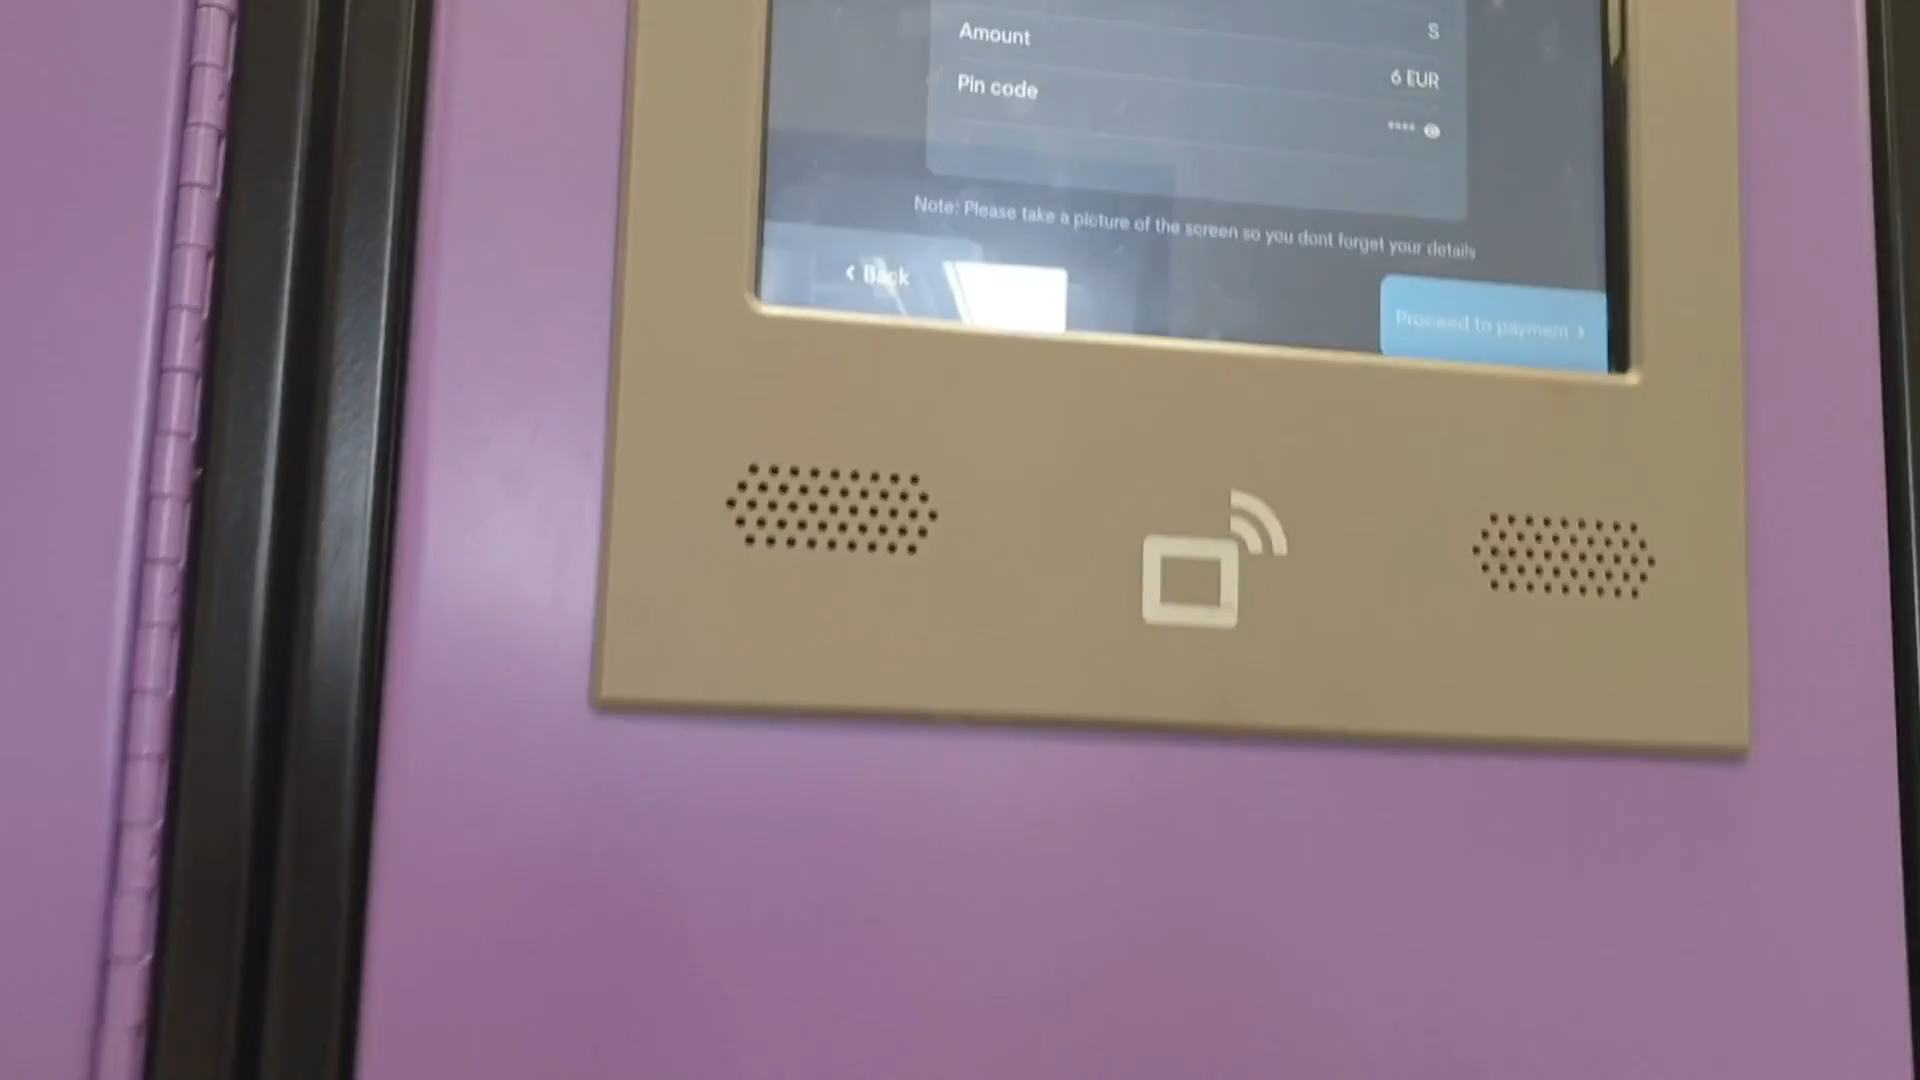 S
Amount
6 EUR
Pin code
****
Note: Please take a picture of the screen so you dont forget your details
< Back
Proceed to payment >